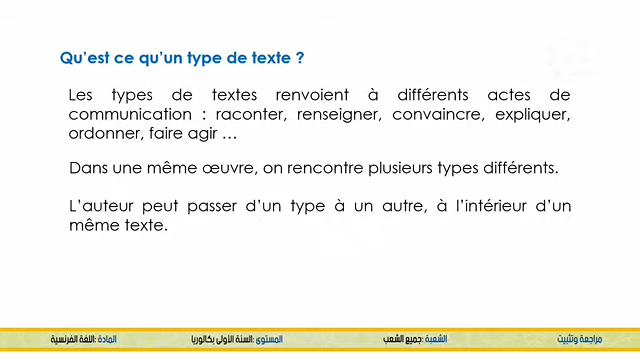 Qu’est ce qu’un type de texte ?
Les types de textes renvoient à différents actes de
communication : raconter, renseigner, convaincre, expliquer,
ordonner, faire agir …
Dans une même œuvre, on rencontre plusieurs types différents.
L’auteur peut passer d’un type à un autre, à l’intérieur d’un
même texte.
مراجعة وتثبيت الشعبة :جميع الشعب المستوى :السنة الأولى بكالوريا المادة :اللغة الفرنسية